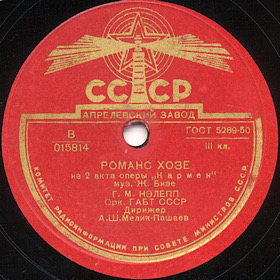 СССР
АПРЕЛЕВСКИЙ ЗАВОД
В
015814
ГОСТ 5289-50
III кл.
РОМАНС ХОЗЕ
из 2 акта оперы „Кармен"
муз. Ж. Бизе
Г. М. НЭЛЕПП
Орк. ГАБТ СССР
Дирижер
А.Ш.Мелик-Пашаев
КОМИТЕТ РАДИОИНФОРМАЦИИ ПРИ СОВЕТЕ МИНИСТРОВ СССР